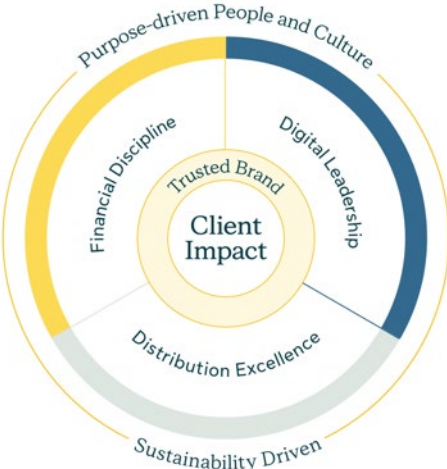 Purpose-driven People and Culture
Financial Discipline
Digital Leadership
Trusted Brand
Client
Impact
Distribution Excellence
Sustainability Driven